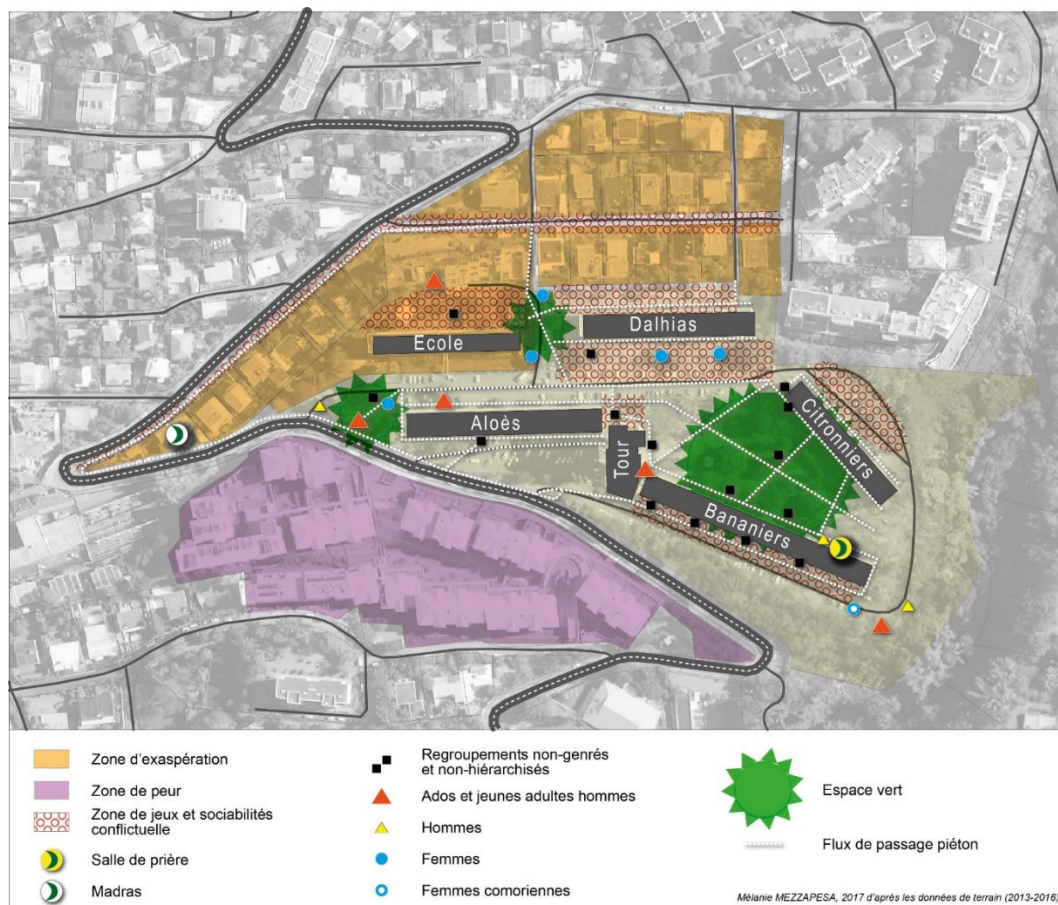 Dalhias
Ecole
Citronniers
Aloès
Tour
Bananiers
Zone d'exaspération
Zone de peur
Zone de jeux et sociabilités
conflictuelle
Salle de prière
Madras
Regroupements non-genrés
et non-hiérarchisés
Ados et jeunes adultes hommes
Hommes
Femmes
Femmes comoriennes
Espace vert
Flux de passage piéton
Mélanie MEZZAPESA, 2017 d'après les données de terrain (2013-2016)